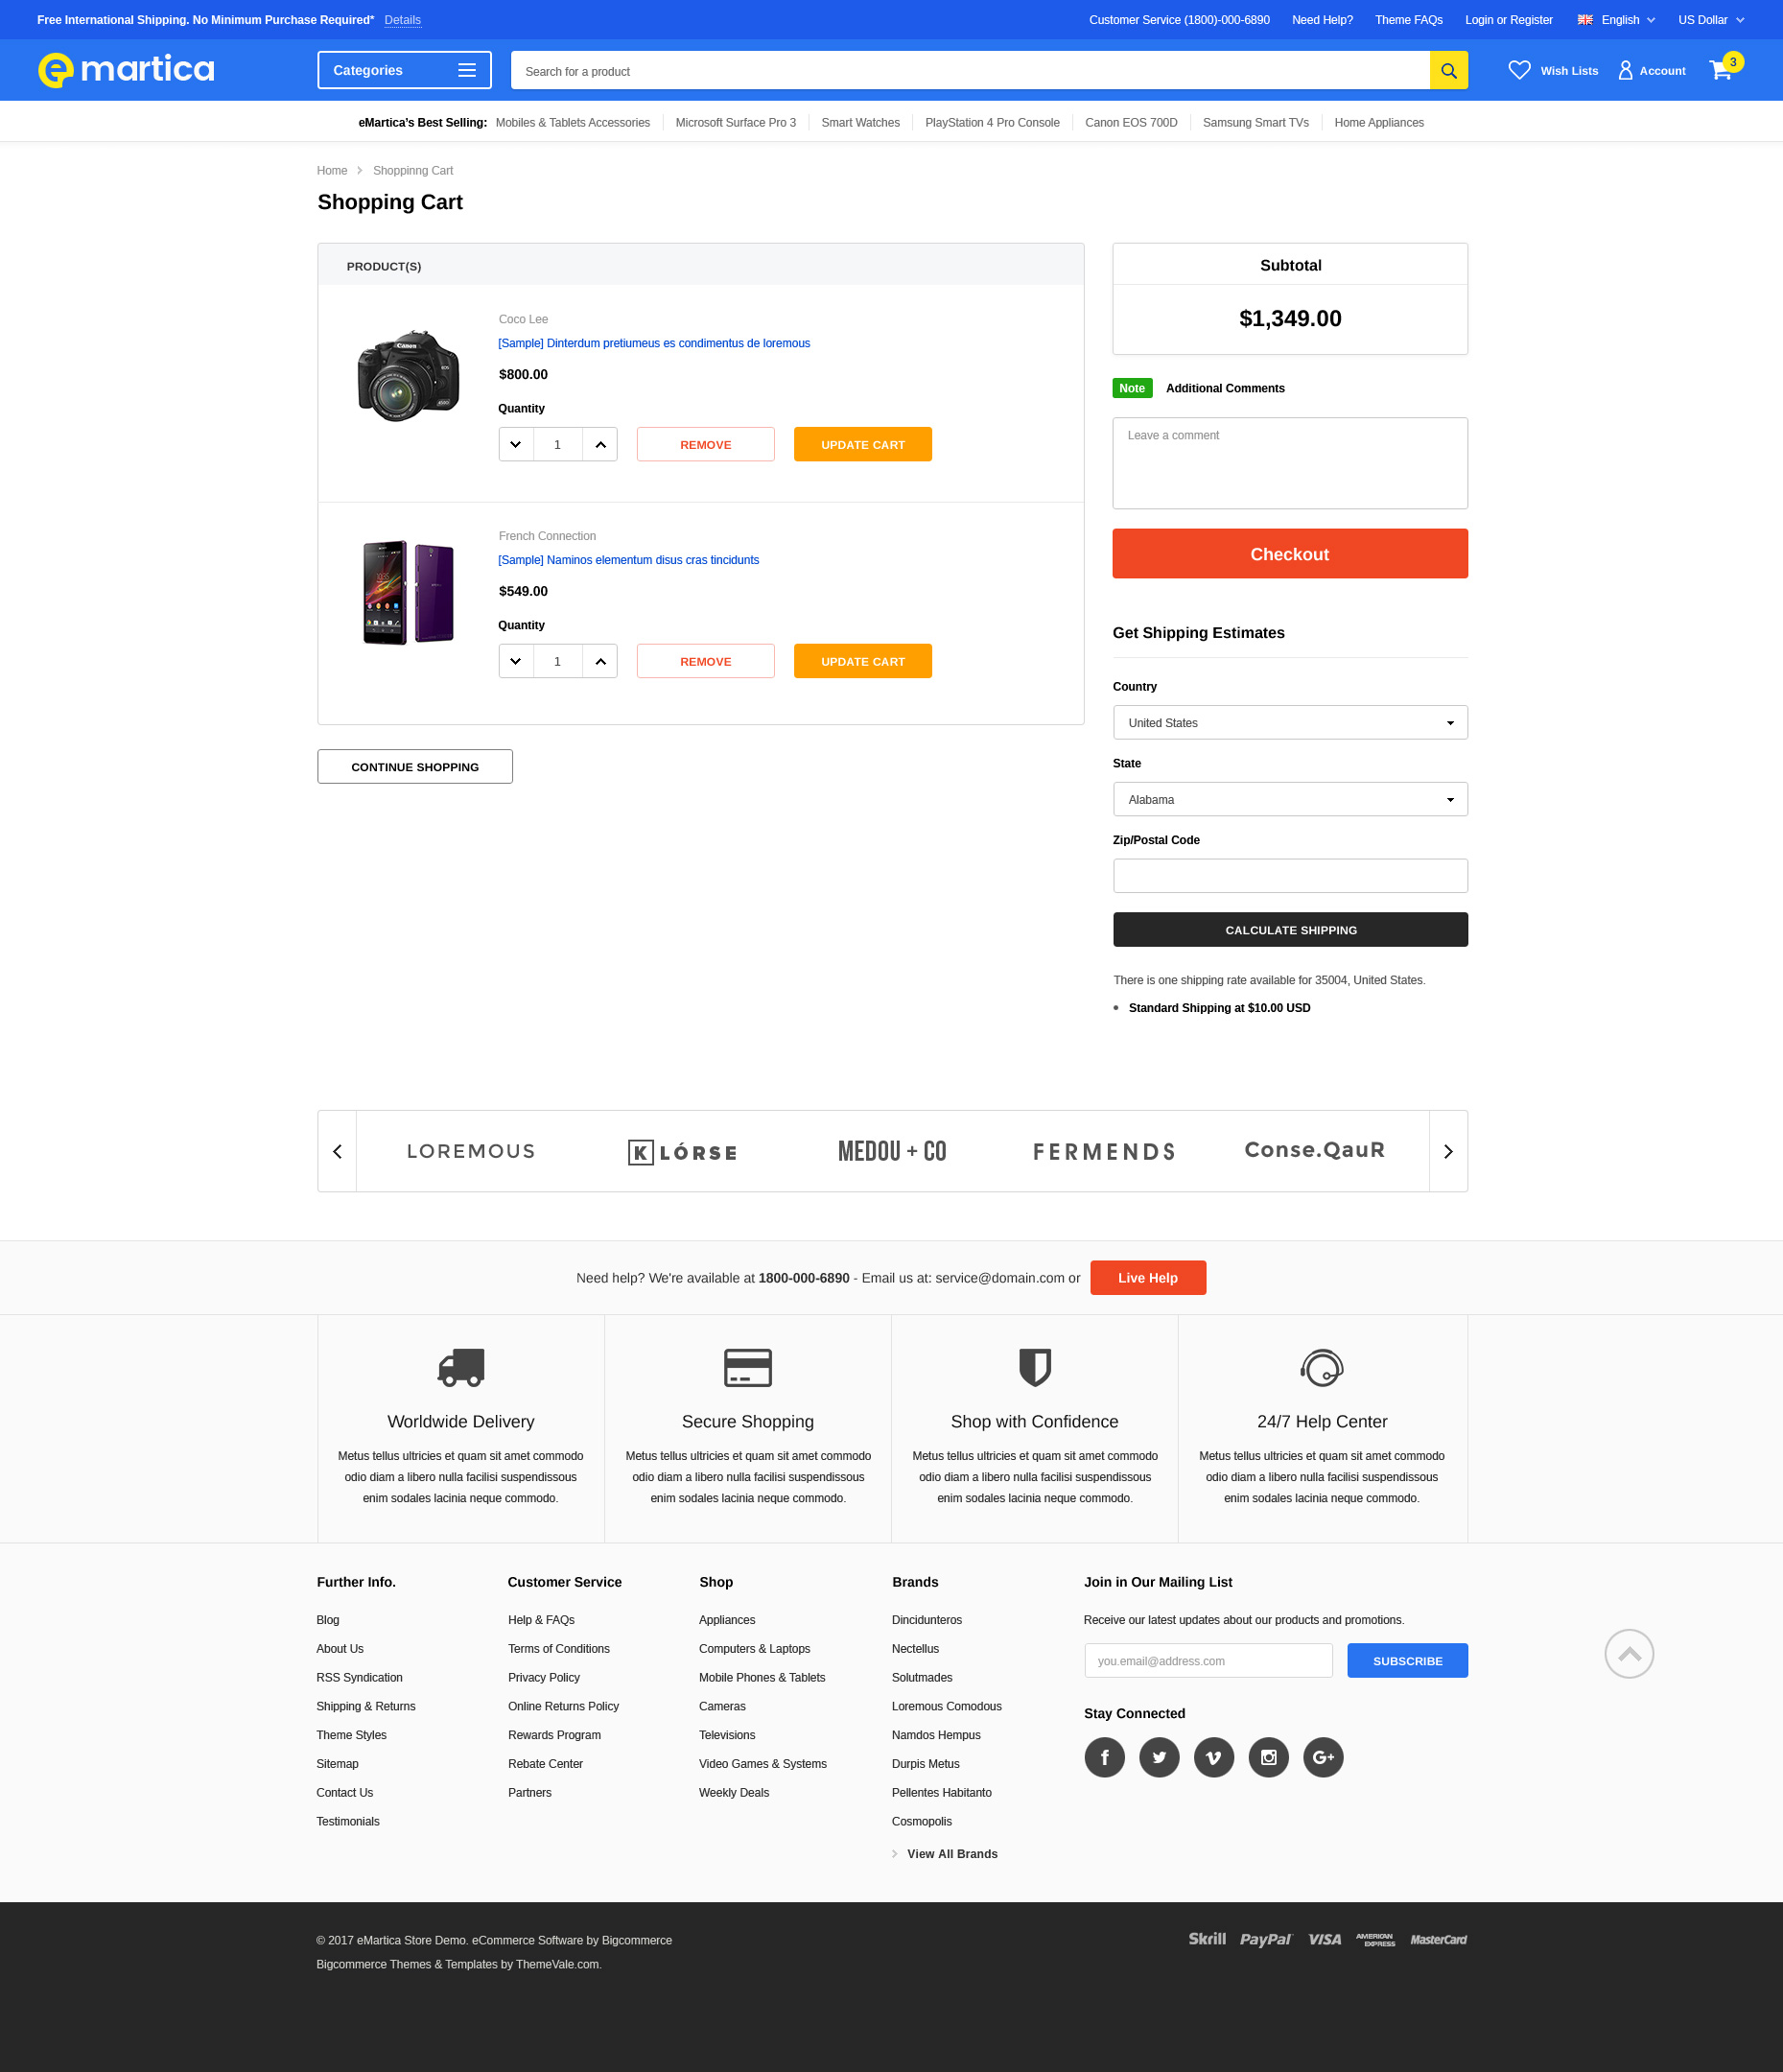 Free International Shipping. No Minimum Purchase Required* Details
Customer Service (1800)-000-6890 Need Help? Theme FAQs Login or Register English US Dollar
e martica
Categories
Search for a product
Wish Lists Account 3
eMartica's Best Selling: Mobiles & Tablets Accessories Microsoft Surface Pro 3 Smart Watches PlayStation 4 Pro Console Canon EOS 700D Samsung Smart TVs Home Appliances
Home Shoppinng Cart
Shopping Cart
PRODUCT(S)
Canon
Coco Lee
[Sample] Dinterdum pretiumeus es condimentus de loremous
$800.00
Quantity
1 REMOVE UPDATE CART
French Connection
[Sample] Naminos elementum disus cras tincidunts
$549.00
Quantity
1 REMOVE UPDATE CART
CONTINUE SHOPPING
Subtotal
$1,349.00
Note Additional Comments
Leave a comment
Checkout
Get Shipping Estimates
Country
United States
State
Alabama
Zip/Postal Code
CALCULATE SHIPPING
There is one shipping rate available for 35004, United States.
Standard Shipping at $10.00 USD
LOREMOUS K LÓRSE MEDOU + CO FERMENDS Conse.QauR
Need help? We're available at 1800-000-6890 - Email us at: service@domain.com or Live Help
Worldwide Delivery
Metus tellus ultricies et quam sit amet commodo
odio diam a libero nulla facilisi suspendissous
enim sodales lacinia neque commodo.
Secure Shopping
Metus tellus ultricies et quam sit amet commodo
odio diam a libero nulla facilisi suspendissous
enim sodales lacinia neque commodo.
Shop with Confidence
Metus tellus ultricies et quam sit amet commodo
odio diam a libero nulla facilisi suspendissous
enim sodales lacinia neque commodo.
24/7 Help Center
Metus tellus ultricies et quam sit amet commodo
odio diam a libero nulla facilisi suspendissous
enim sodales lacinia neque commodo.
Further Info.
Blog
About Us
RSS Syndication
Shipping & Returns
Theme Styles
Sitemap
Contact Us
Testimonials
Customer Service
Help & FAQs
Terms of Conditions
Privacy Policy
Online Returns Policy
Rewards Program
Rebate Center
Partners
Shop
Appliances
Computers & Laptops
Mobile Phones & Tablets
Cameras
Televisions
Video Games & Systems
Weekly Deals
Brands
Dincidunteros
Nectellus
Solutmades
Loremous Comodous
Namdos Hempus
Durpis Metus
Pellentes Habitanto
Cosmopolis
View All Brands
Join in Our Mailing List
Receive our latest updates about our products and promotions.
you.email@address.com SUBSCRIBE
Stay Connected
© 2017 eMartica Store Demo. eCommerce Software by Bigcommerce
Bigcommerce Themes & Templates by ThemeVale.com.
Skrill PayPal VISA AMERICAN EXPRESS MasterCard